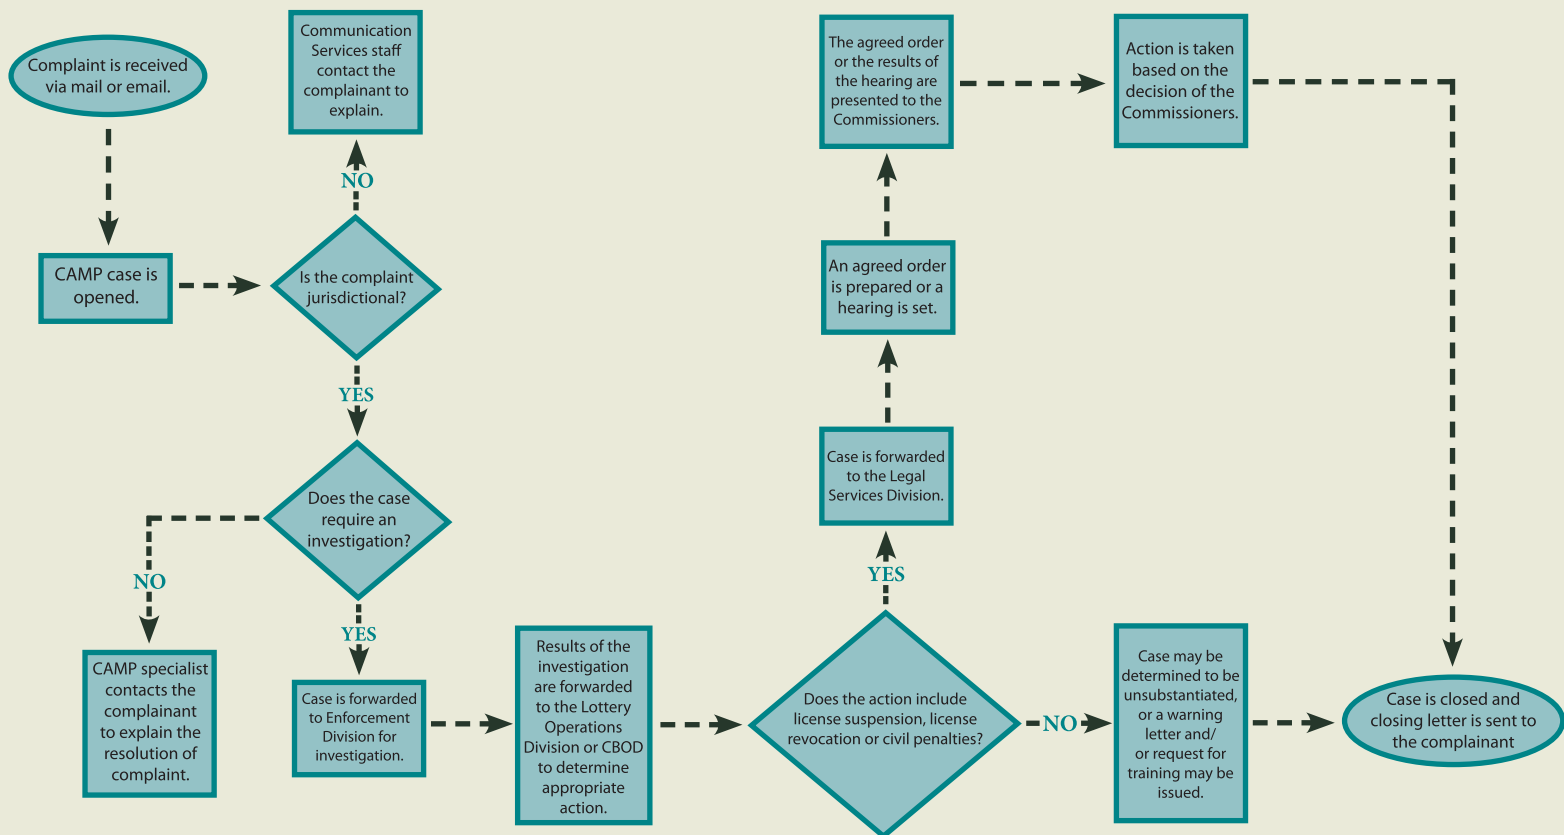 Complaint is received
via mail or email.
CAMP case is
opened.
Communication
Services staff
contact the
complainant to
explain.
NO
Is the complaint
jurisdictional?
YES
Does the case
require an
investigation?
NO
CAMP specialist
contacts the
complainant
to explain the
resolution of
complaint.
YES
Case is forwarded
to Enforcement
Division for
investigation.
Results of the
investigation
are forwarded
to the Lottery
Operations
Division or CBOD
to determine
appropriate
action.
Does the action include
license suspension, license
revocation or civil penalties?
YES
Case is forwarded
to the Legal
Services Division.
An agreed order
is prepared or a
hearing is set.
The agreed order
or the results of
the hearing are
presented to the
Commissioners.
Action is taken
based on the
decision of the
Commissioners.
NO
Case may be
determined to be
unsubstantiated,
or a warning
letter and/
or request for
training may be
issued.
Case is closed and
closing letter is sent to
the complainant